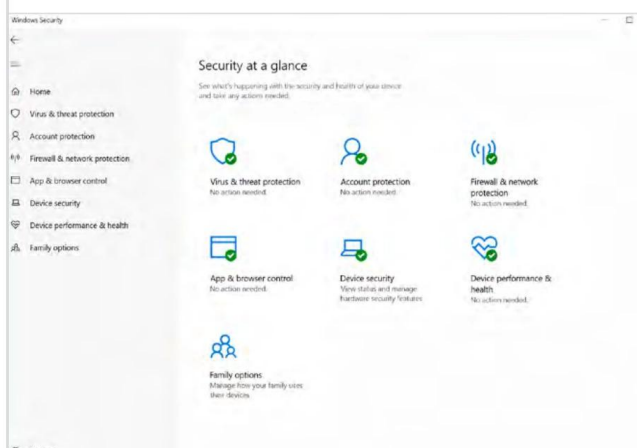 Windows Security
Home
Virus & threat protection
Account protection
Firewall & network protection
App & browser control
Device security
Device performance & health
Family options
Security at a glance
See what's happening with the security and health of your device
and take any actions needed.
Virus & threat protection
No action needed.
Account protection
No action needed.
Firewall & network
protection
No action needed.
App & browser control
No action needed.
Device security
View status and manage
hardware security features
Device performance &
health
No action needed.
Family options
Manage how your family uses
their devices.